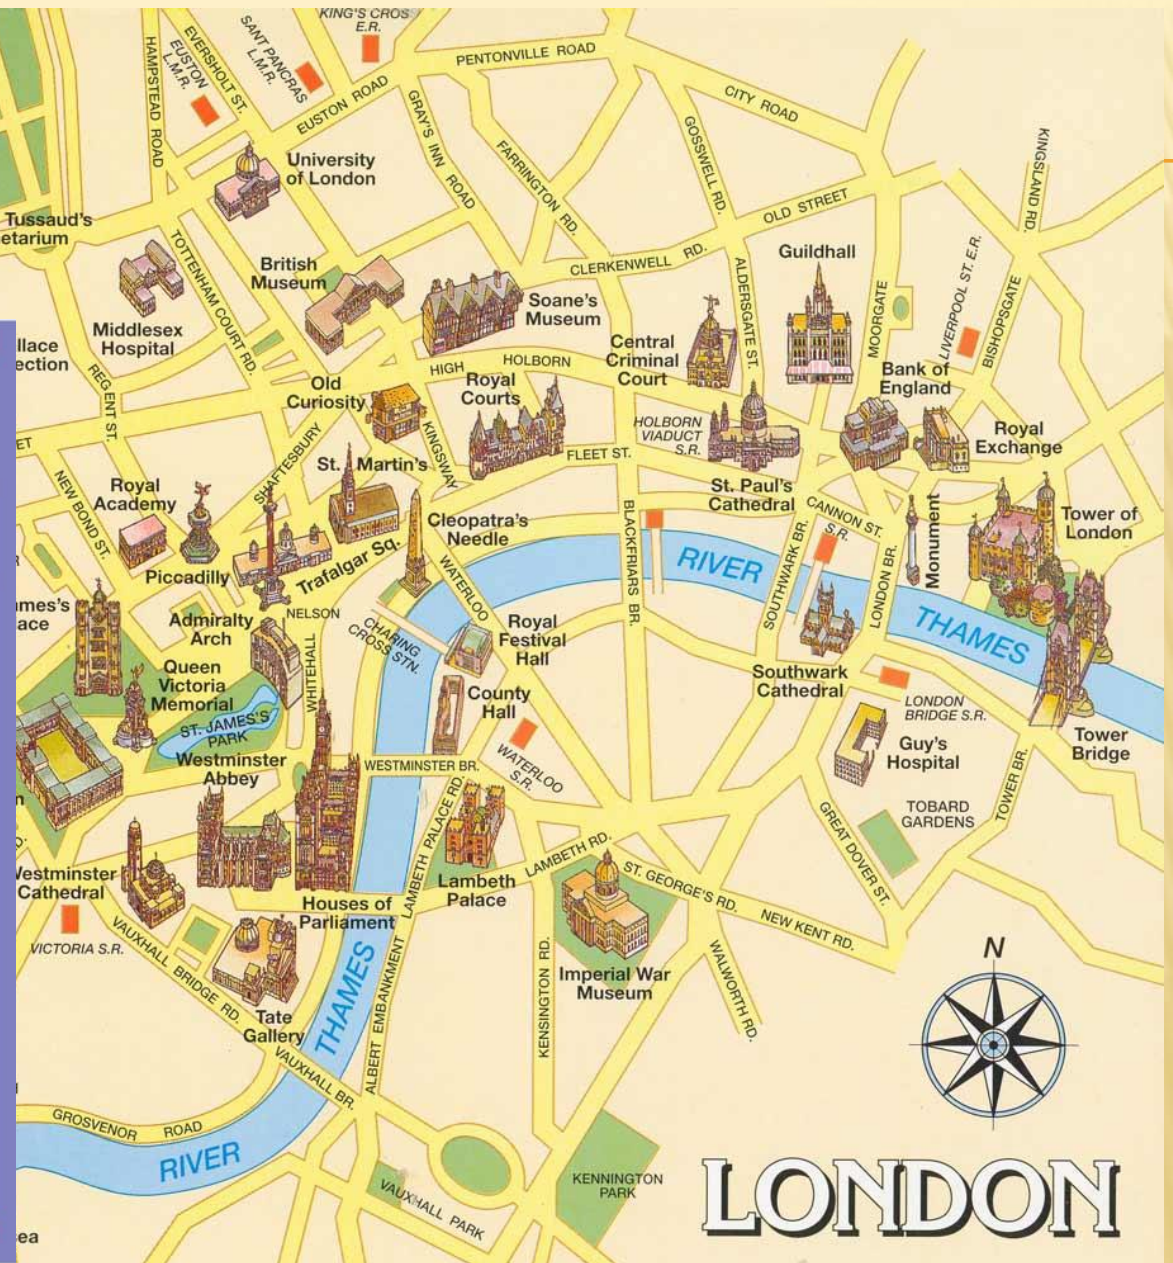 KING'S CROS
E.R.
SANT PANCRAS
L.M.R.
EUSTON
L.M.R.
EVERSHOLT ST.
HAMPSTEAD ROAD
PENTONVILLE ROAD
EUSTON ROAD
CITY ROAD
GRAY'S INN ROAD
FARRINGTON RD.
GOSSWELL RD.
KINGSLAND RD.
University
of London
OLD STREET
Tussaud's
etarium
TOTTENHAM COURT RD.
CLERKENWELL RD.
Guildhall
LIVERPOOL ST. E.R.
British
Museum
ALDERSGATE ST.
MOORGATE
BISHOPSGATE
Soane's
Museum
Middlesex
Hospital
Central
Criminal
Court
llace
ection
REGENT ST.
HIGH HOLBORN
Bank of
England
Old
Curiosity
Royal
Courts
HOLBORN
VIADUCT
S.R.
Royal
Exchange
ET
SHAFTESBURY
KINGSWAY
FLEET ST.
St. Martin's
NEW BOND ST.
Royal
Academy
St. Paul's
Cathedral
CANNON ST.
S.R.
Monument
Tower of
London
Cleopatra's
Needle
BLACKFRIARS BR.
Trafalgar Sq.
Piccadilly
RIVER
SOUTHWARK BR.
LONDON BR.
WATERLOO
THAMES
ames's
ace
Admiralty
Arch
NELSON
CHARING
CROSS STN.
Royal
Festival
Hall
WHITEHALL
Queen
Victoria
Memorial
Southwark
Cathedral
County
Hall
LONDON
BRIDGE S.R.
ST. JAMES'S
PARK
Guy's
Hospital
Tower
Bridge
WATERLOO
S.R.
Westminster
Abbey
WESTMINSTER BR.
TOWER BR.
LAMBETH PALACE RD.
TOBARD
GARDENS
GREAT DOVER ST.
LAMBETH RD.
Westminster
Cathedral
Lambeth
Palace
ST. GEORGE'S RD.
Houses of
Parliament
NEW KENT RD.
VICTORIA S.R.
VAUXHALL BRIDGE RD.
THAMES
ALBERT EMBANKMENT
KENSINGTON RD.
Imperial War
Museum
WALWORTH RD.
N
Tate
Gallery
VAUXHALL BR.
GROSVENOR ROAD
RIVER
VAUXHALL PARK
KENNINGTON
PARK
LONDON
sea